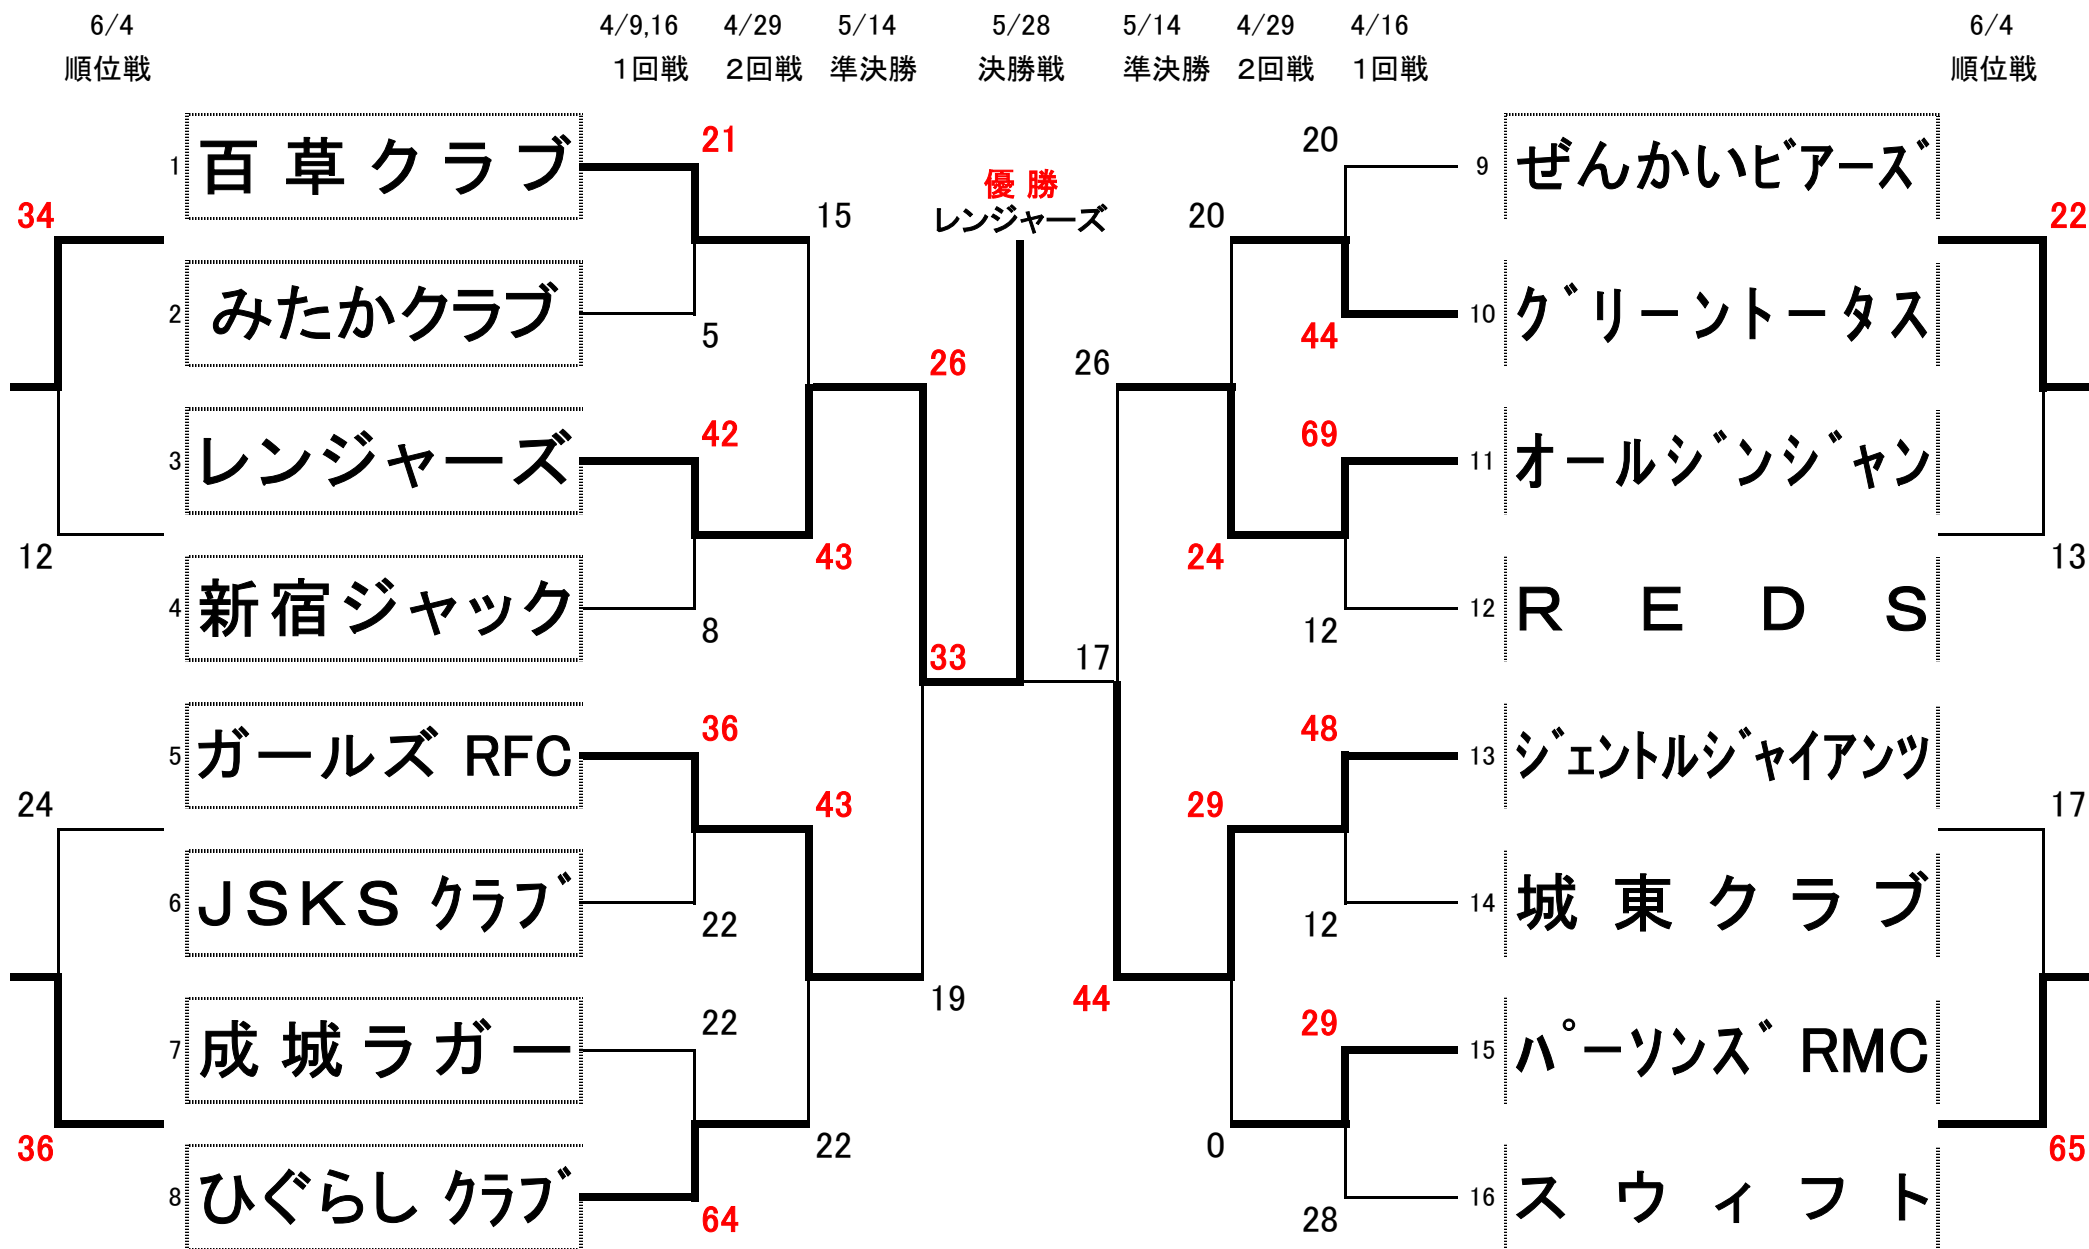 6/4 4/9,16 4/29 5/14 5/28 5/14 4/29 4/16 6/4
順位戦 1回戦 2回戦 準決勝 決勝戦 準決勝 2回戦 1回戦 順位戦
21 20
1 百草クラブ 9 ぜんかいビアーズ
優勝
34 15 レンジャーズ 20 22
2 みたかクラブ 10 グリーントータス
5 44
26 26
42 69
3 レンジャーズ 11 オールジンジャン
12 43 24 13
4 新宿ジャック 12 REDS
8 12
33 17
36 48
5 ガールズ RFC 13 ジェントルジャイアンツ
24 43 29 17
6 JSKS クラブ 14 城東クラブ
22 12
19 44
22 29
7 成城ラガー 15 パーソンズ RMC
36 22 0 65
8 ひぐらし クラブ 16 スウィフト
64 28